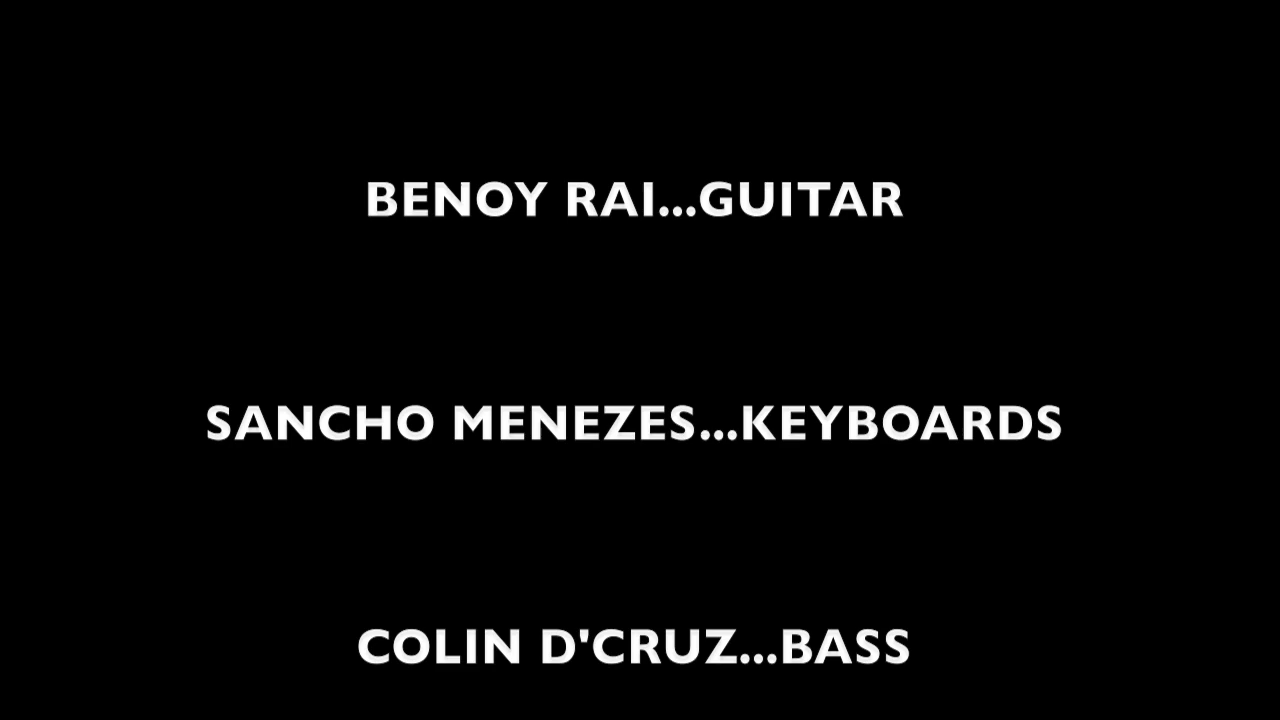 BENOY RAI...GUITAR
SANCHO MENEZES...KEYBOARDS
COLIN D'CRUZ...BASS